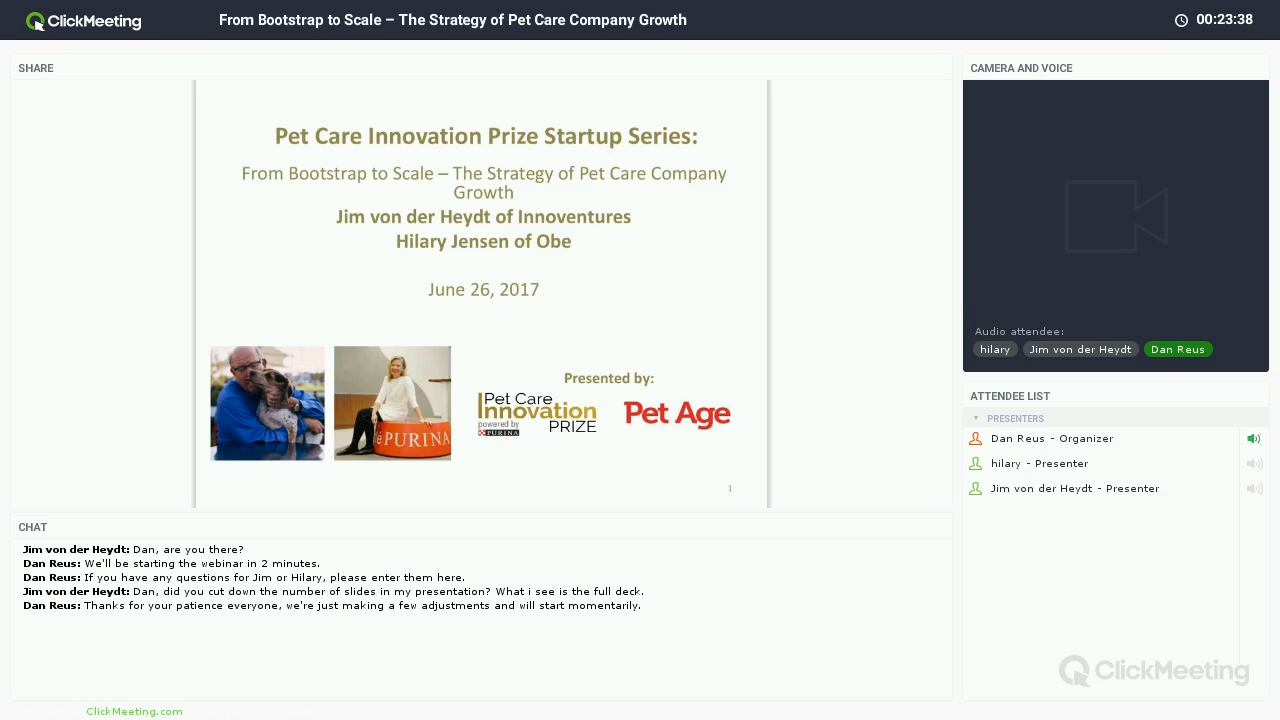 ClickMeeting
From Bootstrap to Scale – The Strategy of Pet Care Company Growth
00:23:38
SHARE
Pet Care Innovation Prize Startup Series:
From Bootstrap to Scale – The Strategy of Pet Care Company
Growth
Jim von der Heydt of Innoventures
Hilary Jensen of Obe
June 26, 2017
éPURINA
Presented by:
Pet Care
Innovation
powered by
PURINA
PRIZE
Pet Age
1
CAMERA AND VOICE
Audio attendee:
hilary
Jim von der Heydt
Dan Reus
ATTENDEE LIST
PRESENTERS
Dan Reus - Organizer
hilary - Presenter
Jim von der Heydt - Presenter
CHAT
Jim von der Heydt: Dan, are you there?
Dan Reus: We'll be starting the webinar in 2 minutes.
Dan Reus: If you have any questions for Jim or Hilary, please enter them here.
Jim von der Heydt: Dan, did you cut down the number of slides in my presentation? What i see is the full deck.
Dan Reus: Thanks for your patience everyone, we're just making a few adjustments and will start momentarily.
ClickMeeting
ClickMeeting.com